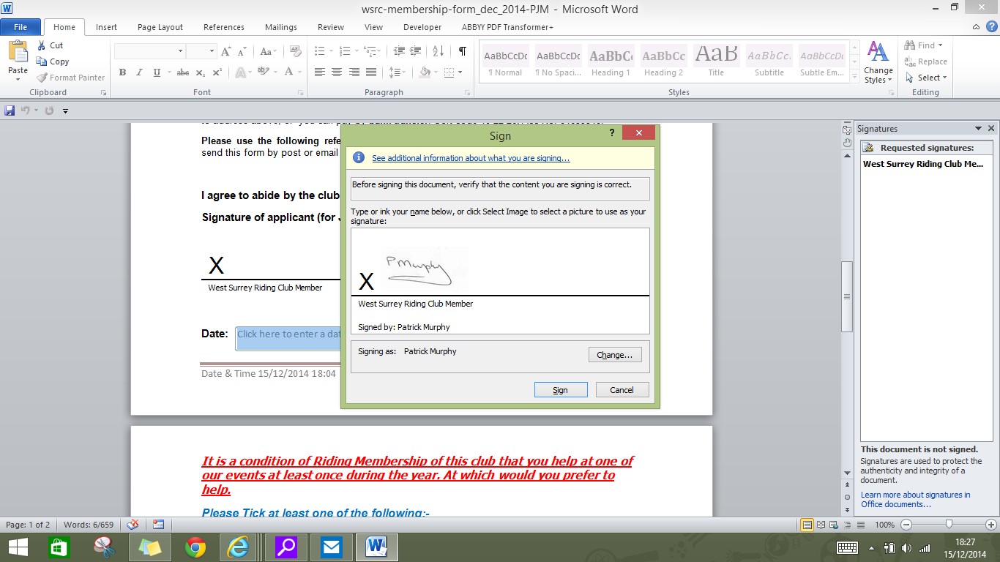 wsrc-membership-form_dec_2014-PJM - Microsoft Word
File Home Insert Page Layout References Mailings Review View Developer ABBYY PDF Transformer+
Paste
Cut
Copy
Format Painter
Clipboard
Aa
B I U abc x₂ x²
A
Font
Paragraph
AaBbCcDc AaBbCcDc AaBbC AaBbCc AaB AaBbCc. AaBbCcDc
¶ Normal ¶ No Spaci... Heading 1 Heading 2 Title Subtitle Subtle Em...
Styles
Change
Styles
Find
Replace
Select
Editing
Please use the following refe
send this form by post or email
I agree to abide by the club
Signature of applicant (for
X
West Surrey Riding Club Member
Date: Click here to enter a dat
Date & Time 15/12/2014 18:04
Sign
?
See additional information about what you are signing...
Before signing this document, verify that the content you are signing is correct.
Type or ink your name below, or click Select Image to select a picture to use as your
signature:
X PMurphy
West Surrey Riding Club Member
Signed by: Patrick Murphy
Signing as: Patrick Murphy
Change...
Sign Cancel
It is a condition of Riding Membership of this club that you help at one of
our events at least once during the year. At which would you prefer to
help.
Please Tick at least one of the following:-
Signatures
Requested signatures:
West Surrey Riding Club Me...
This document is not signed.
Signatures are used to protect the
authenticity and integrity of a
document.
Learn more about signatures in
Office documents...
Page: 1 of 2 Words: 6/659
100%
18:27
15/12/2014